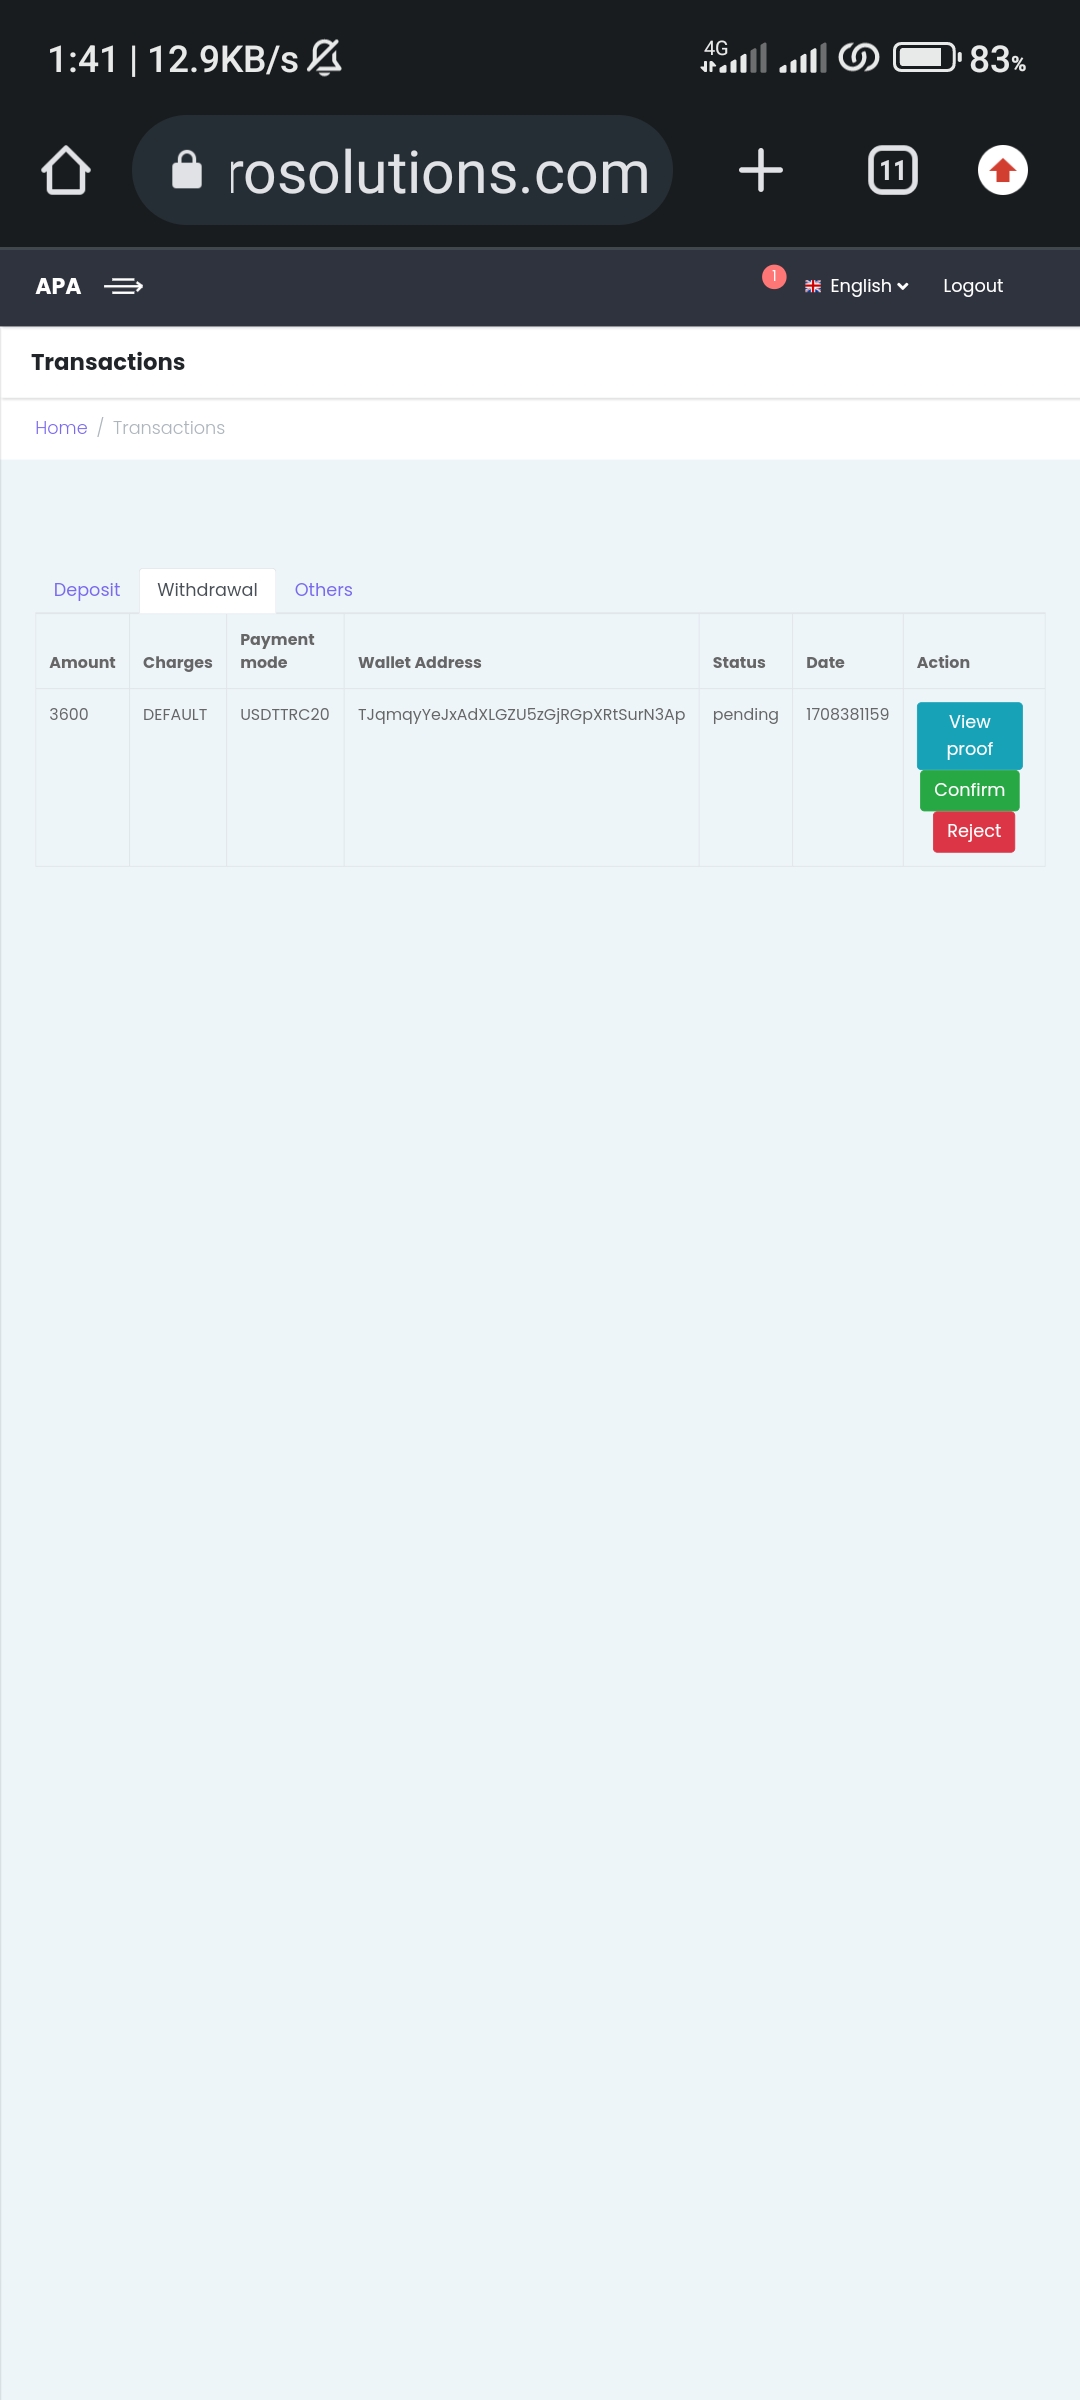 1:41 | 12.9KB/s 4G 83%
rosolutions.com 11
APA 1 English Logout
Transactions
Home / Transactions
Deposit Withdrawal Others
Amount Charges Payment mode Wallet Address Status Date Action
3600 DEFAULT USDTTRC20 TJqmqyYeJxAdXLGZU5zGjRGpXRtSurN3Ap pending 1708381159 View proof
Confirm
Reject